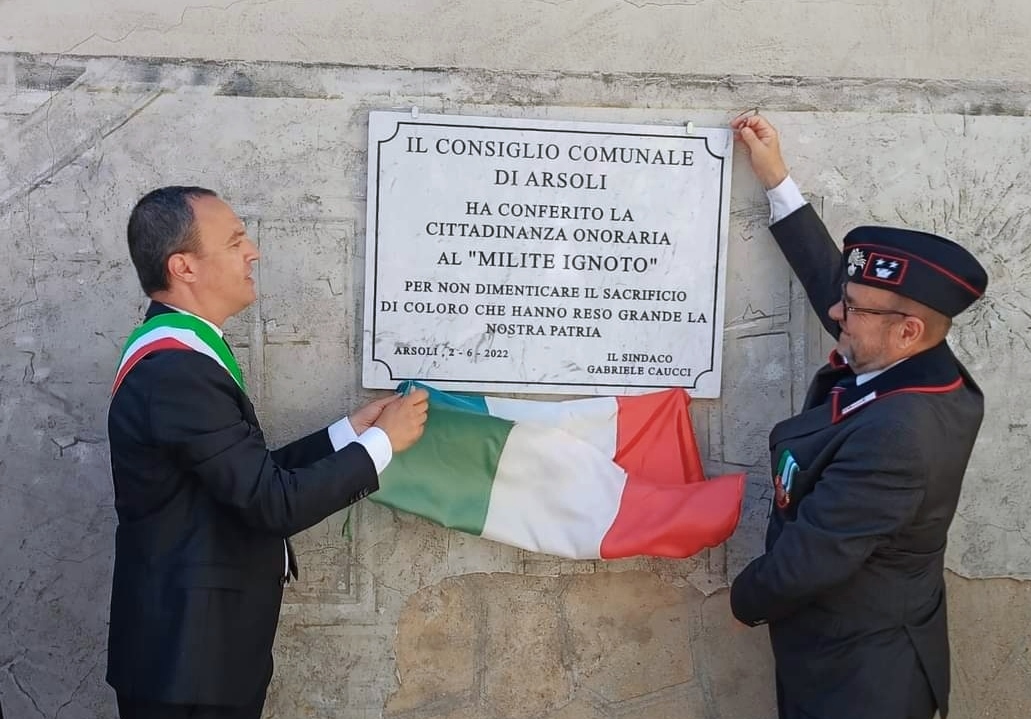 IL CONSIGLIO COMUNALE
DI ARSOLI
HA CONFERITO LA
CITTADINANZA ONORARIA
AL "MILITE IGNOTO"
PER NON DIMENTICARE IL SACRIFICIO
DI COLORO CHE HANNO RESO GRANDE LA
NOSTRA PATRIA
ARSOLI , 2 - 6 - 2022
IL SINDACO
GABRIELE CAUCCI